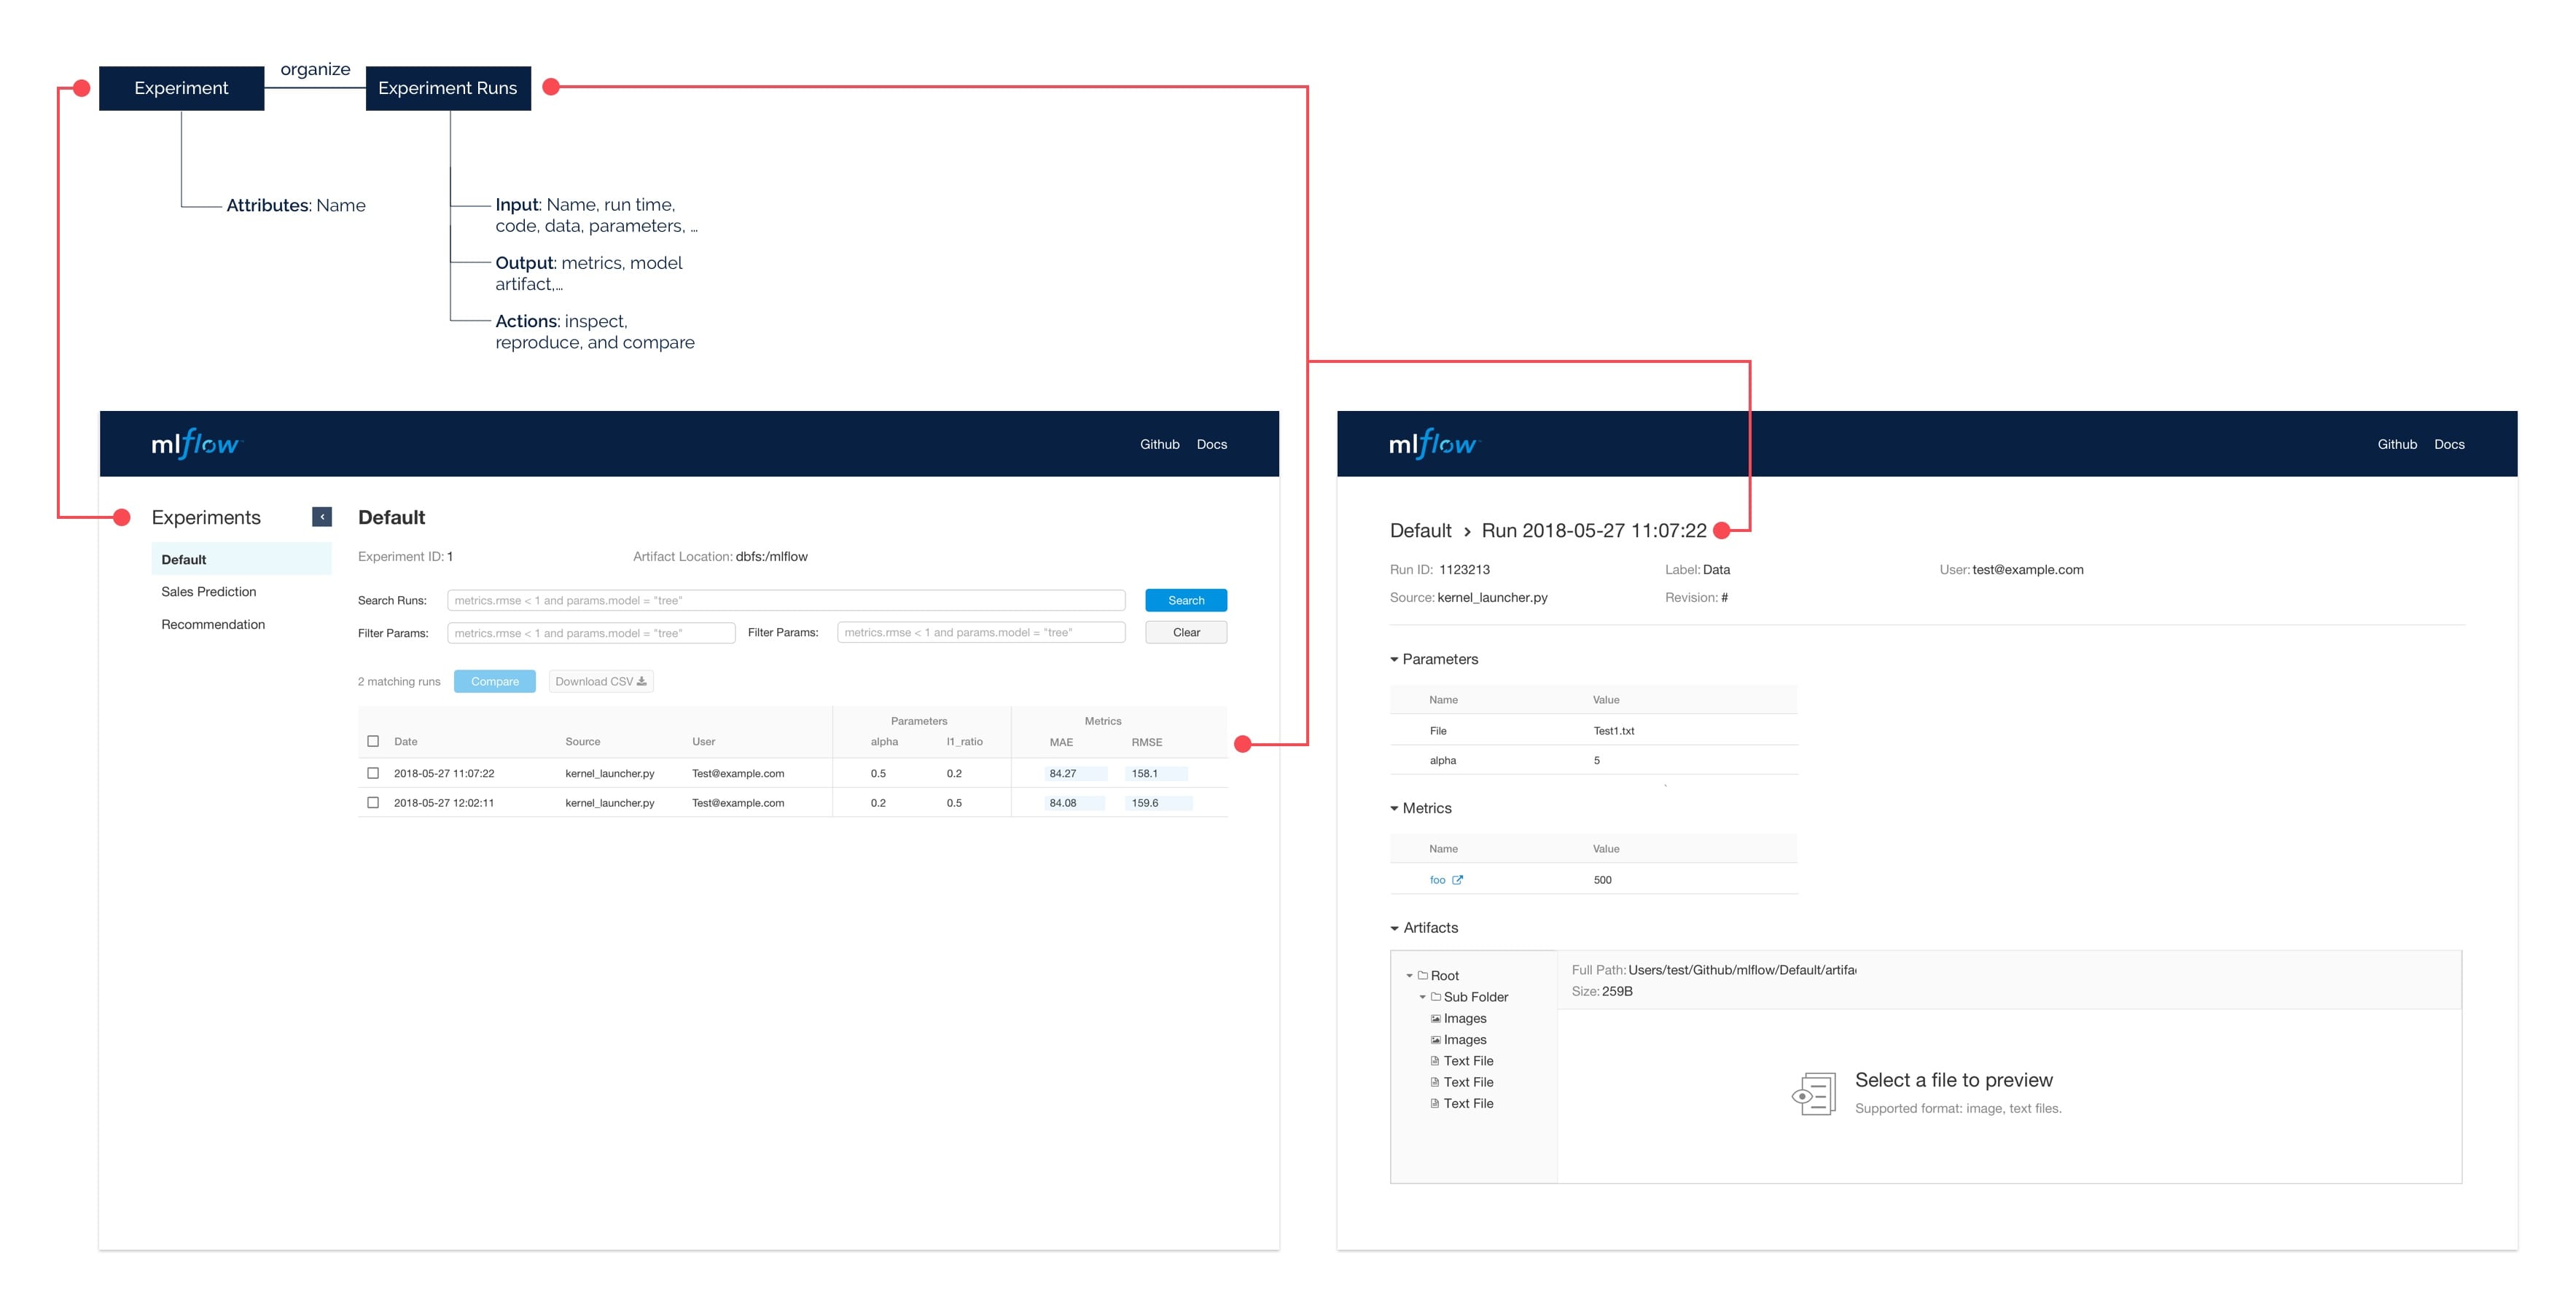 Experiment
organize
Experiment Runs
Attributes: Name
Input: Name, run time,
code, data, parameters, ...
Output: metrics, model
artifact,...
Actions: inspect,
reproduce, and compare
mlflow
Github Docs
Experiments
Default
Sales Prediction
Recommendation
Default
Experiment ID: 1 Artifact Location: dbfs:/mlflow
Search Runs: metrics.rmse < 1 and params.model = "tree" Search
Filter Params: metrics.rmse < 1 and params.model = "tree" Filter Params: metrics.rmse < 1 and params.model = "tree" Clear
2 matching runs Compare Download CSV
Parameters Metrics
Date Source User alpha l1_ratio MAE RMSE
2018-05-27 11:07:22 kernel_launcher.py Test@example.com 0.5 0.2 84.27 158.1
2018-05-27 12:02:11 kernel_launcher.py Test@example.com 0.2 0.5 84.08 159.6
mlflow
Github Docs
Default > Run 2018-05-27 11:07:22
Run ID: 1123213 Label: Data User: test@example.com
Source: kernel_launcher.py Revision: #
Parameters
Name Value
File Test1.txt
alpha 5
Metrics
Name Value
foo 500
Artifacts
Root
Sub Folder
Images
Images
Text File
Text File
Text File
Full Path: Users/test/Github/mlflow/Default/artifa
Size: 259B
Select a file to preview
Supported format: image, text files.